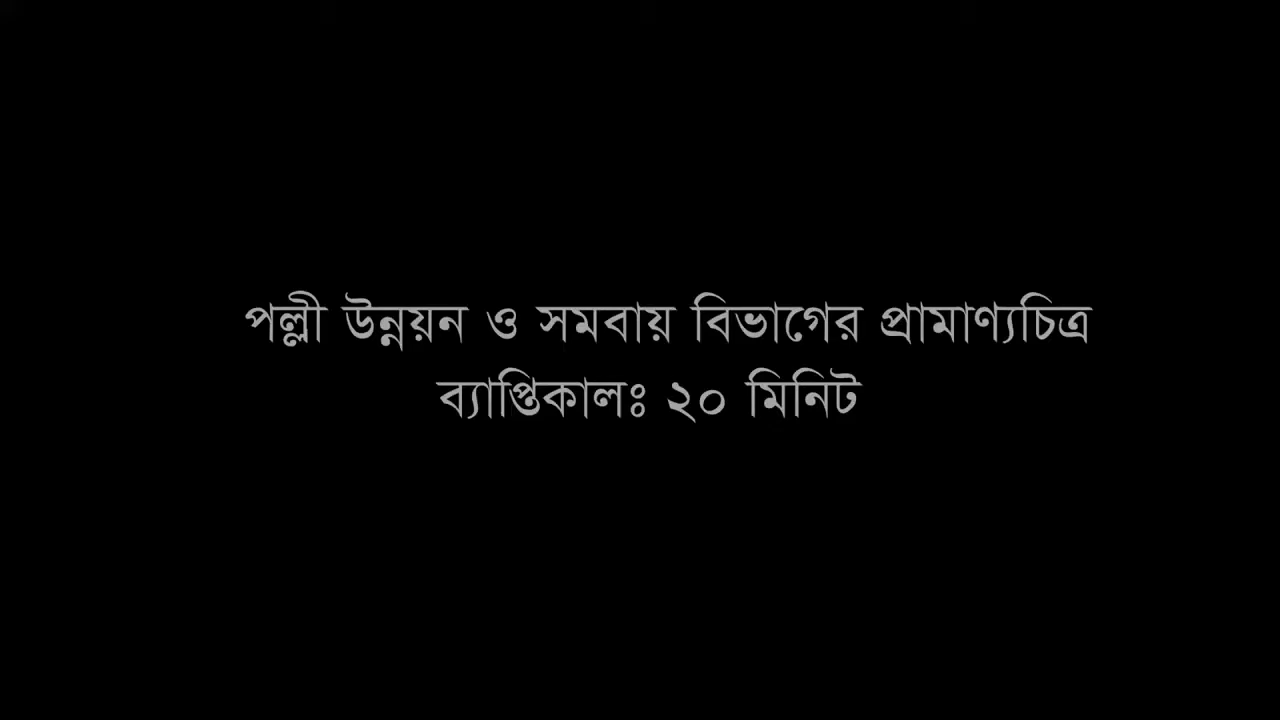 পল্লী উন্নয়ন ও সমবায় বিভাগের প্রামাণ্যচিত্র
ব্যাপ্তিকালঃ ২০ মিনিট